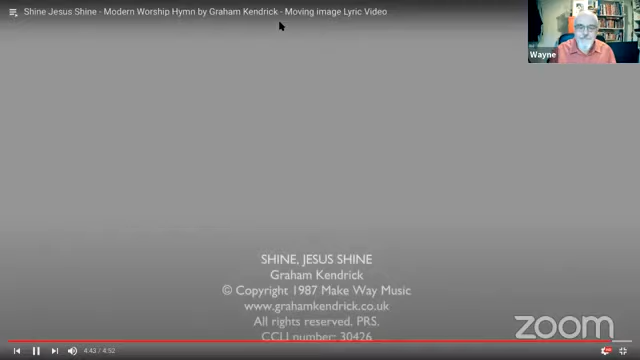 Shine Jesus Shine - Modern Worship Hymn by Graham Kendrick - Moving image Lyric Video
Wayne
SHINE, JESUS SHINE
Graham Kendrick
© Copyright 1987 Make Way Music
www.grahamkendrick.co.uk
All rights reserved. PRS.
CCLI number: 30426
zoom
4:43 / 4:52